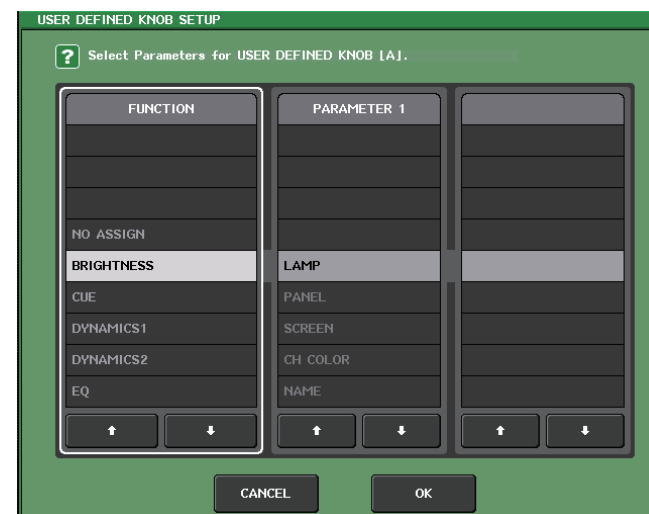 USER DEFINED KNOB SETUP
? Select Parameters for USER DEFINED KNOB [A].
FUNCTION
PARAMETER 1
NO ASSIGN
BRIGHTNESS
LAMP
CUE
PANEL
DYNAMICS1
SCREEN
DYNAMICS2
CH COLOR
EQ
NAME
CANCEL
OK